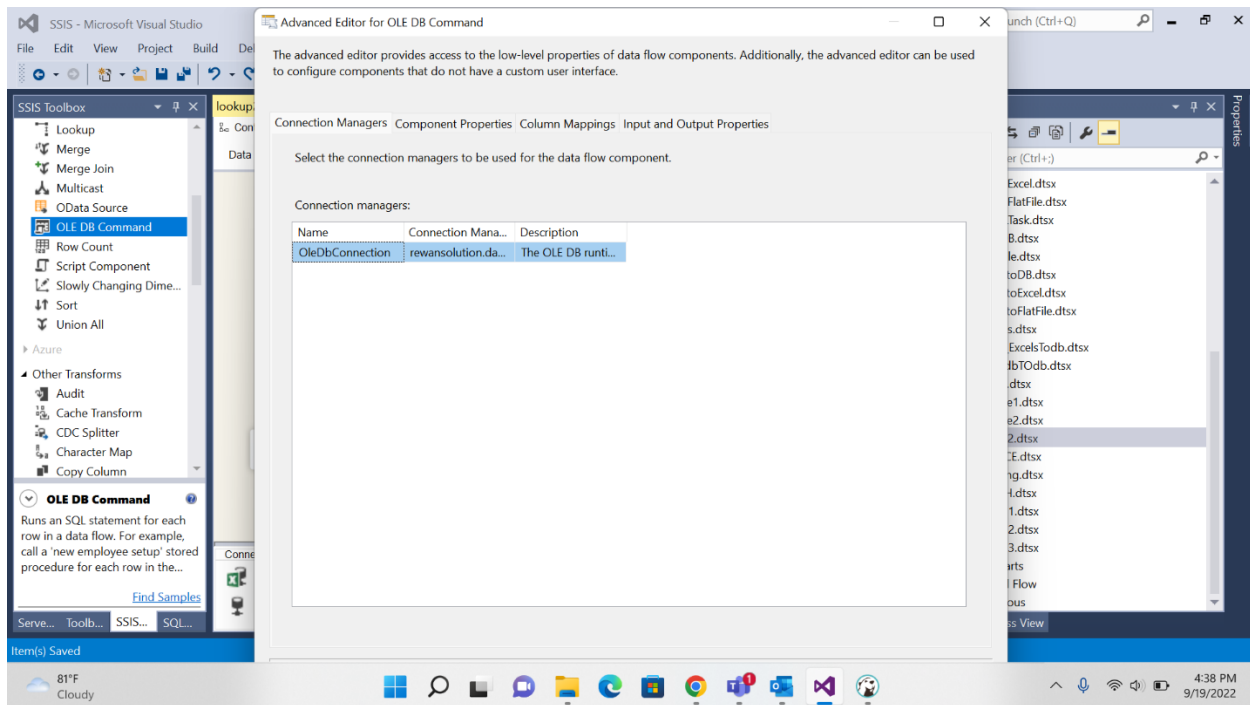 SSIS - Microsoft Visual Studio
Advanced Editor for OLE DB Command
unch (Ctrl+Q)
File Edit View Project Build De
The advanced editor provides access to the low-level properties of data flow components. Additionally, the advanced editor can be used
to configure components that do not have a custom user interface.
SSIS Toolbox
lookup
Properties
Connection Managers Component Properties Column Mappings Input and Output Properties
Con
Data
Select the connection managers to be used for the data flow component.
Connection managers:
Name Connection Mana... Description
OleDbConnection rewansolution.da... The OLE DB runti...
Lookup
Merge
Merge Join
Multicast
OData Source
OLE DB Command
Row Count
Script Component
Slowly Changing Dime...
Sort
Union All
Azure
Other Transforms
Audit
Cache Transform
CDC Splitter
Character Map
Copy Column
OLE DB Command
Runs an SQL statement for each
row in a data flow. For example,
call a 'new employee setup' stored
procedure for each row in the...
Find Samples
Conne
Serve... Toolb... SSIS... SQL...
er (Ctrl+;)
Excel.dtsx
FlatFile.dtsx
Task.dtsx
B.dtsx
le.dtsx
toDB.dtsx
toExcel.dtsx
toFlatFile.dtsx
s.dtsx
ExcelsTodb.dtsx
dbTOdb.dtsx
.dtsx
e1.dtsx
e2.dtsx
2.dtsx
CE.dtsx
ng.dtsx
H.dtsx
1.dtsx
2.dtsx
3.dtsx
arts
Flow
ous
ss View
Item(s) Saved
81°F
Cloudy
4:38 PM
9/19/2022